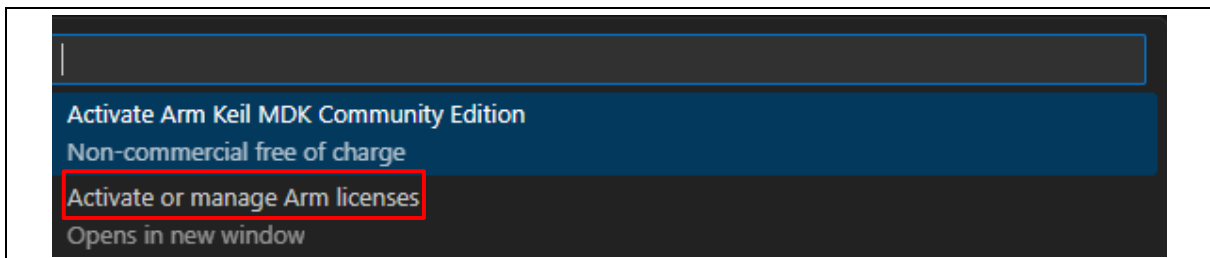 Activate Arm Keil MDK Community Edition
Non-commercial free of charge
Activate or manage Arm licenses
Opens in new window